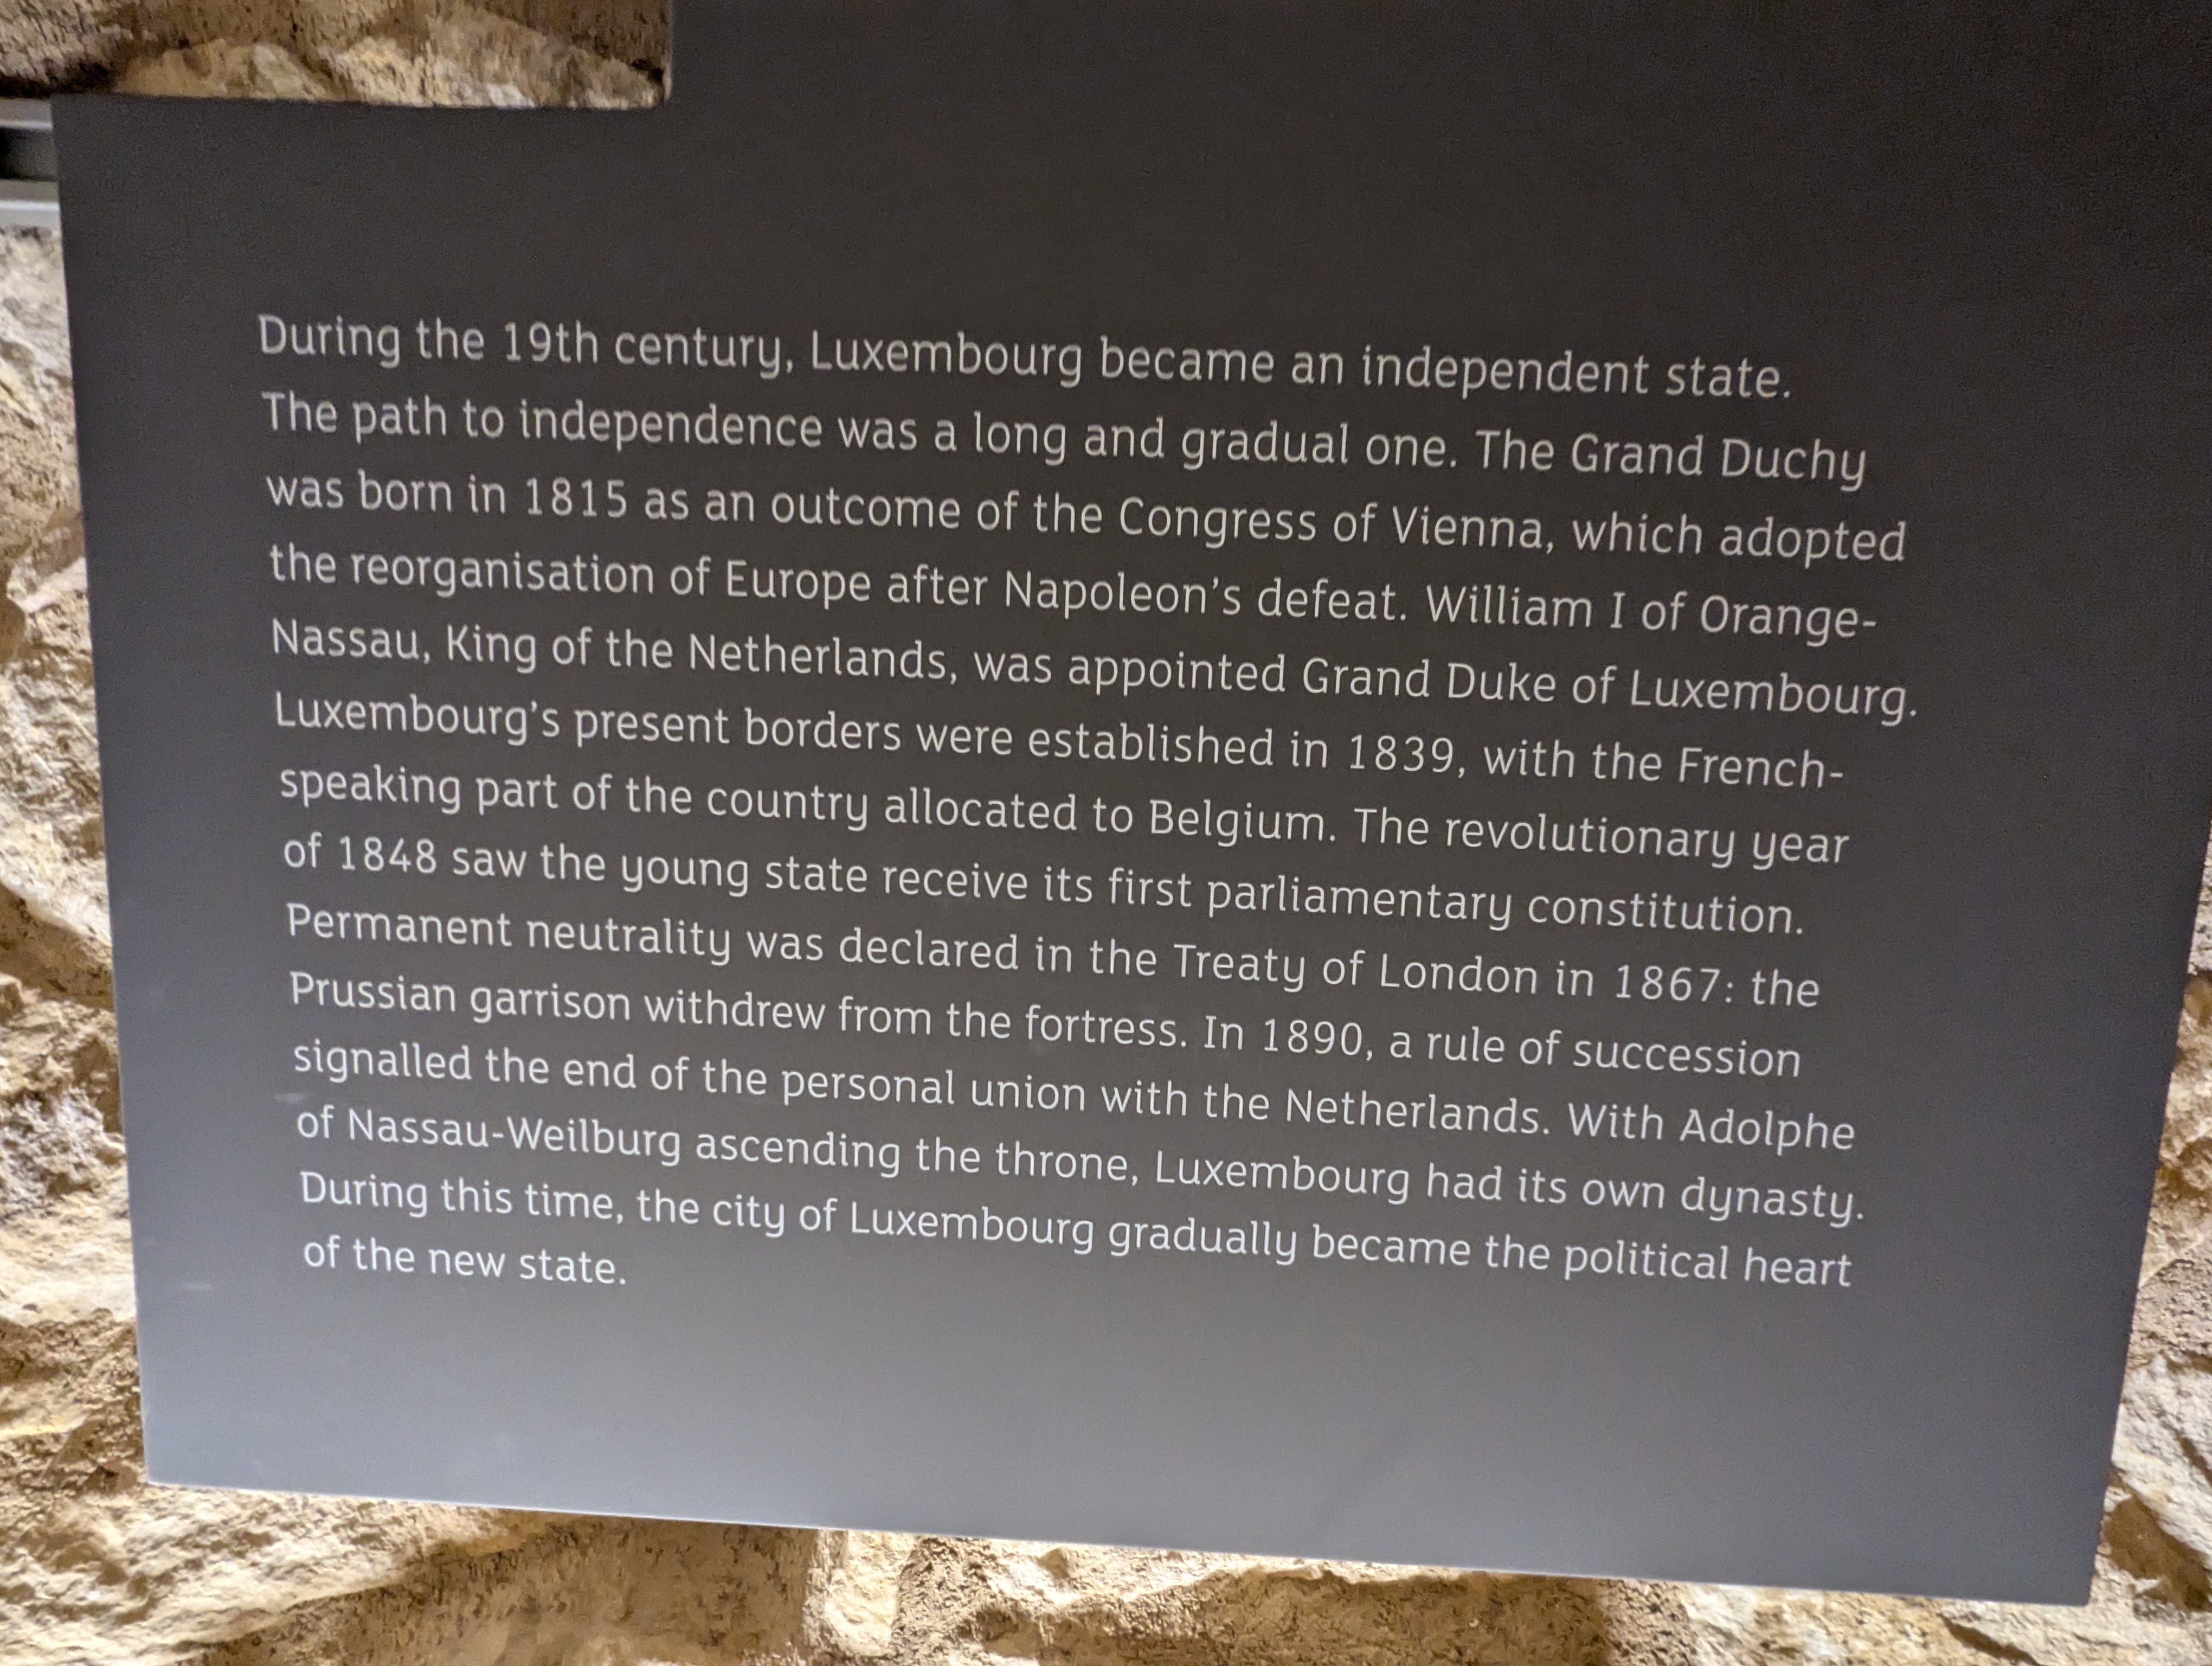 During the 19th century, Luxembourg became an independent state.
The path to independence was a long and gradual one. The Grand Duchy
was born in 1815 as an outcome of the Congress of Vienna, which adopted
the reorganisation of Europe after Napoleon’s defeat. William I of Orange-
Nassau, King of the Netherlands, was appointed Grand Duke of Luxembourg.
Luxembourg’s present borders were established in 1839, with the French-
speaking part of the country allocated to Belgium. The revolutionary year
of 1848 saw the young state receive its first parliamentary constitution.
Permanent neutrality was declared in the Treaty of London in 1867: the
Prussian garrison withdrew from the fortress. In 1890, a rule of succession
signalled the end of the personal union with the Netherlands. With Adolphe
of Nassau-Weilburg ascending the throne, Luxembourg had its own dynasty.
During this time, the city of Luxembourg gradually became the political heart
of the new state.